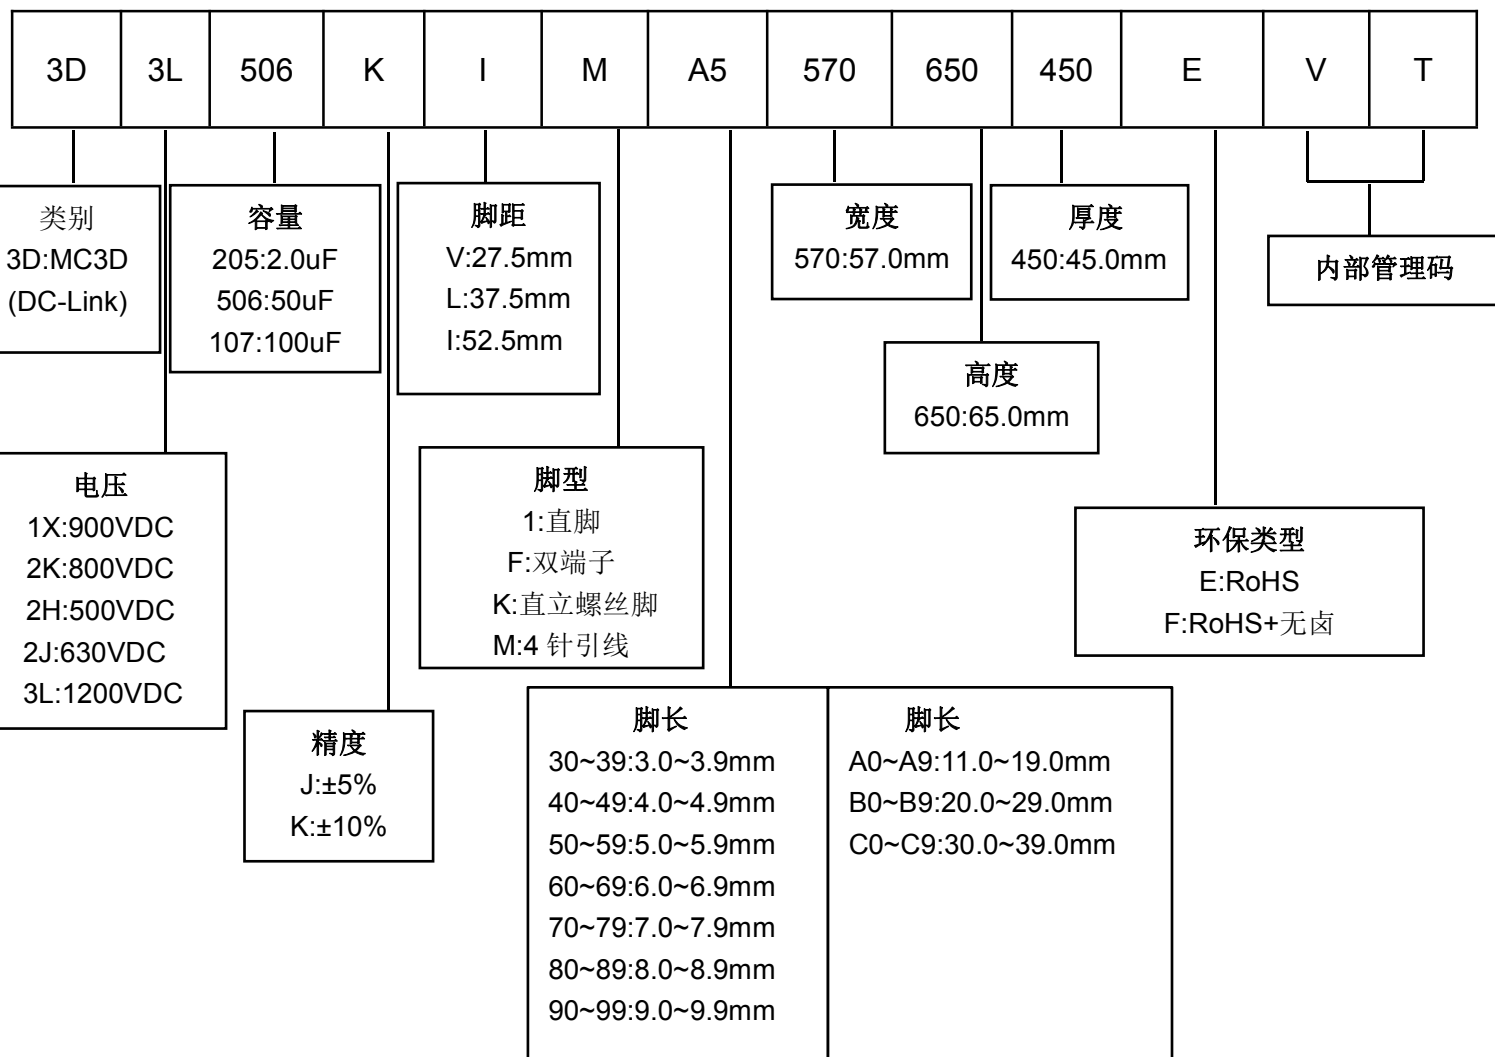 3D 3L 506 K I M A5 570 650 450 E V T
类别
3D:MC3D
(DC-Link)
容量
205:2.0uF
506:50uF
107:100uF
脚距
V:27.5mm
L:37.5mm
I:52.5mm
宽度
570:57.0mm
厚度
450:45.0mm
内部管理码
高度
650:65.0mm
电压
1X:900VDC
2K:800VDC
2H:500VDC
2J:630VDC
3L:1200VDC
脚型
1:直脚
F:双端子
K:直立螺丝脚
M:4 针引线
环保类型
E:RoHS
F:RoHS+无卤
精度
J:±5%
K:±10%
脚长
30~39:3.0~3.9mm
40~49:4.0~4.9mm
50~59:5.0~5.9mm
60~69:6.0~6.9mm
70~79:7.0~7.9mm
80~89:8.0~8.9mm
90~99:9.0~9.9mm
脚长
A0~A9:11.0~19.0mm
B0~B9:20.0~29.0mm
C0~C9:30.0~39.0mm